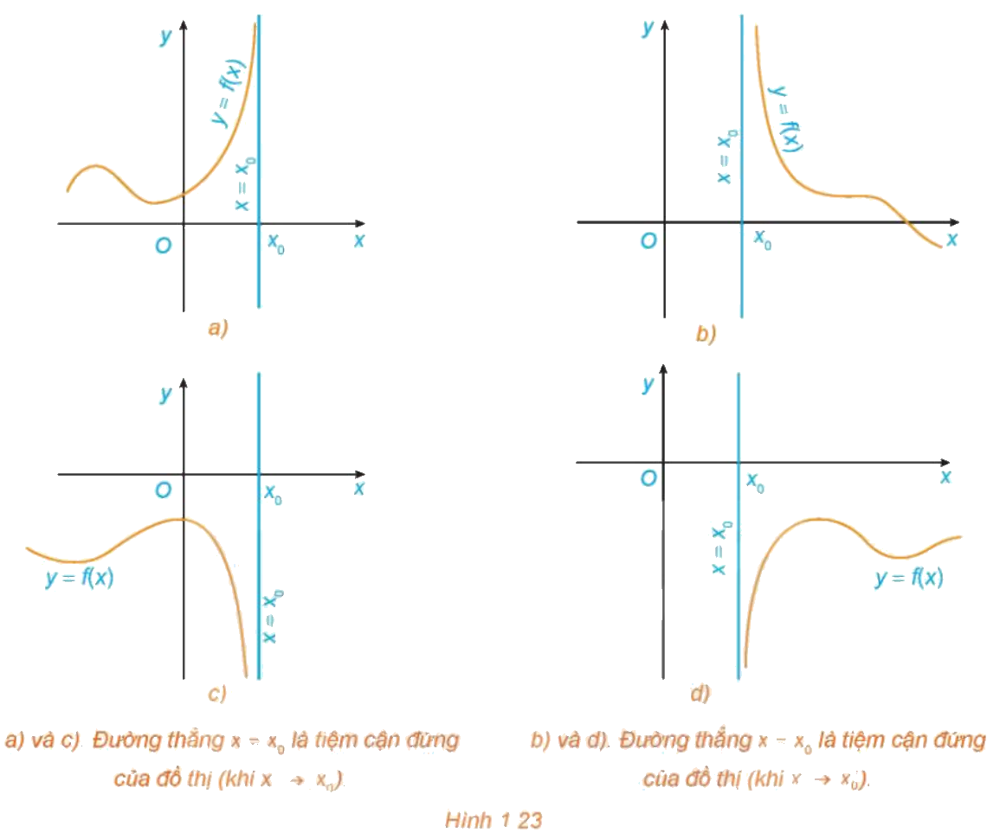 y
y = f(x)
x = x₀
O
x₀
x
a)
y
y = f(x)
x = x₀
O
x₀
x
b)
y
O
x₀
x
y = f(x)
x = x₀
c)
y
O
x₀
x
x = x₀
y = f(x)
d)
a) và c) Đường thẳng x = x₀ là tiệm cận đứng
của đồ thị (khi x → x₀)
b) và d). Đường thẳng x = x₀ là tiệm cận đứng
của đồ thị (khi x → x₀).
Hình 1 23